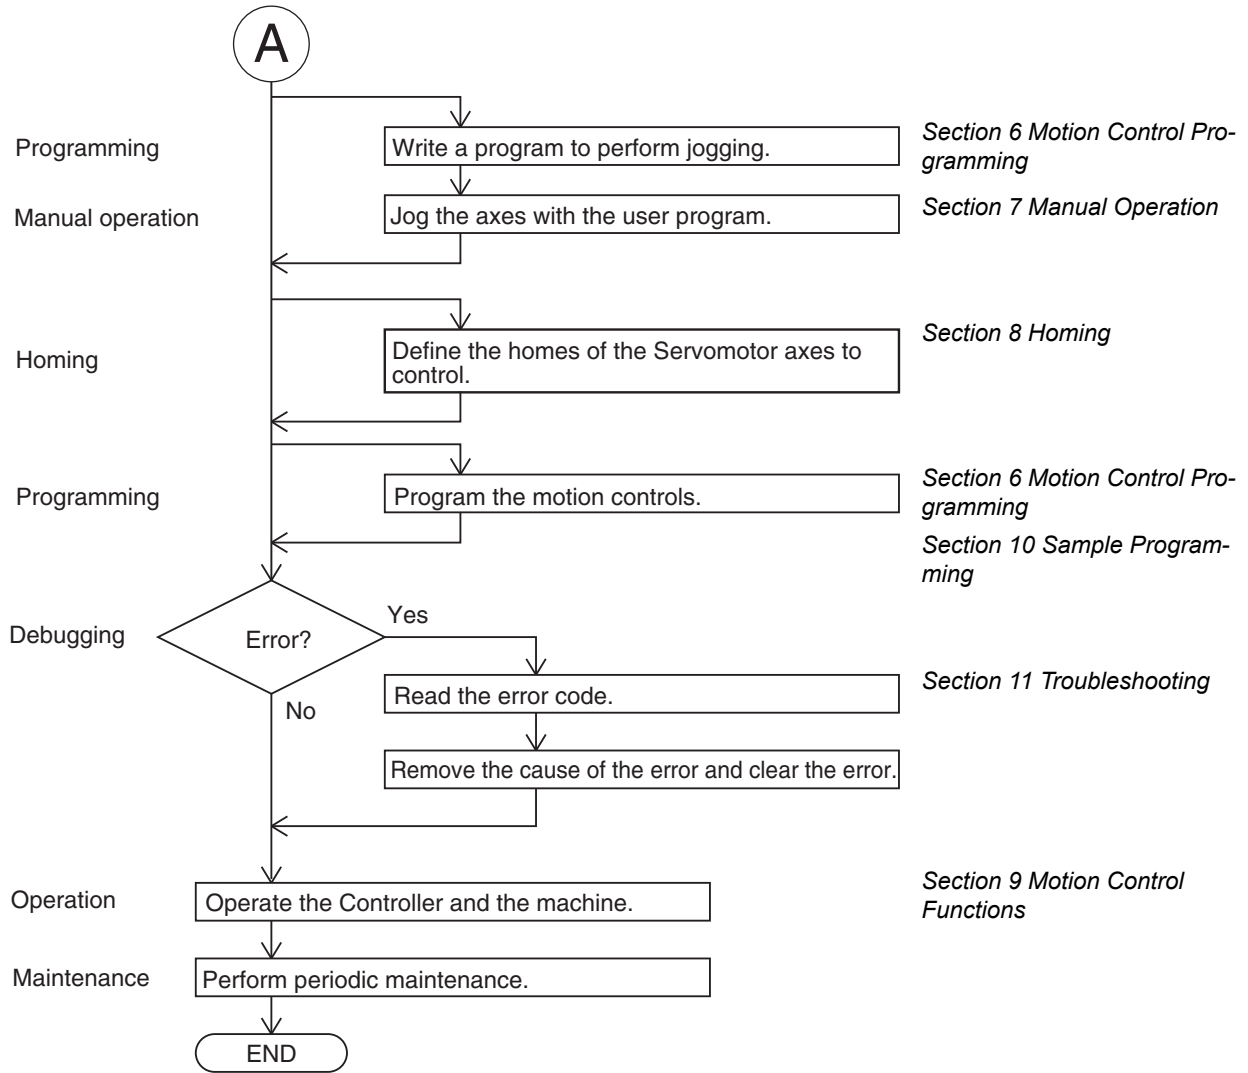 A
Programming
Write a program to perform jogging.
Section 6 Motion Control Pro-
gramming
Manual operation
Jog the axes with the user program.
Section 7 Manual Operation
Homing
Define the homes of the Servomotor axes to
control.
Section 8 Homing
Programming
Program the motion controls.
Section 6 Motion Control Pro-
gramming
Section 10 Sample Program-
ming
Debugging
Error?
Yes
No
Read the error code.
Section 11 Troubleshooting
Remove the cause of the error and clear the error.
Operation
Operate the Controller and the machine.
Section 9 Motion Control
Functions
Maintenance
Perform periodic maintenance.
END